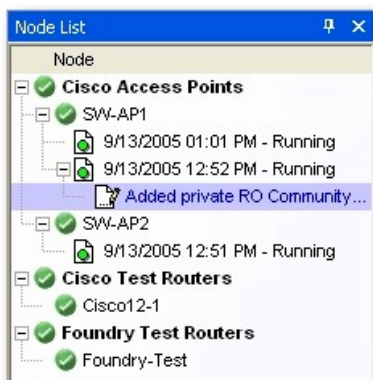 Node List
Node
Cisco Access Points
SW-AP1
9/13/2005 01:01 PM - Running
9/13/2005 12:52 PM - Running
Added private RO Community...
SW-AP2
9/13/2005 12:51 PM - Running
Cisco Test Routers
Cisco12-1
Foundry Test Routers
Foundry-Test